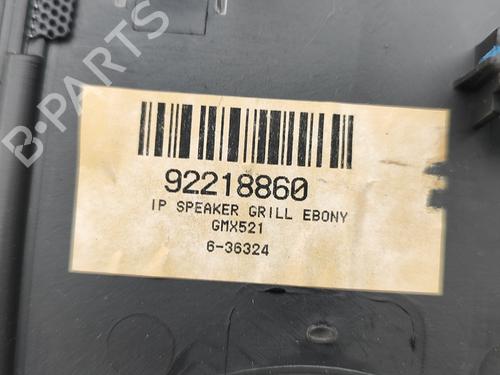 B-PARTS
92218860
IP SPEAKER GRILL EBONY
GMX521
6-36324